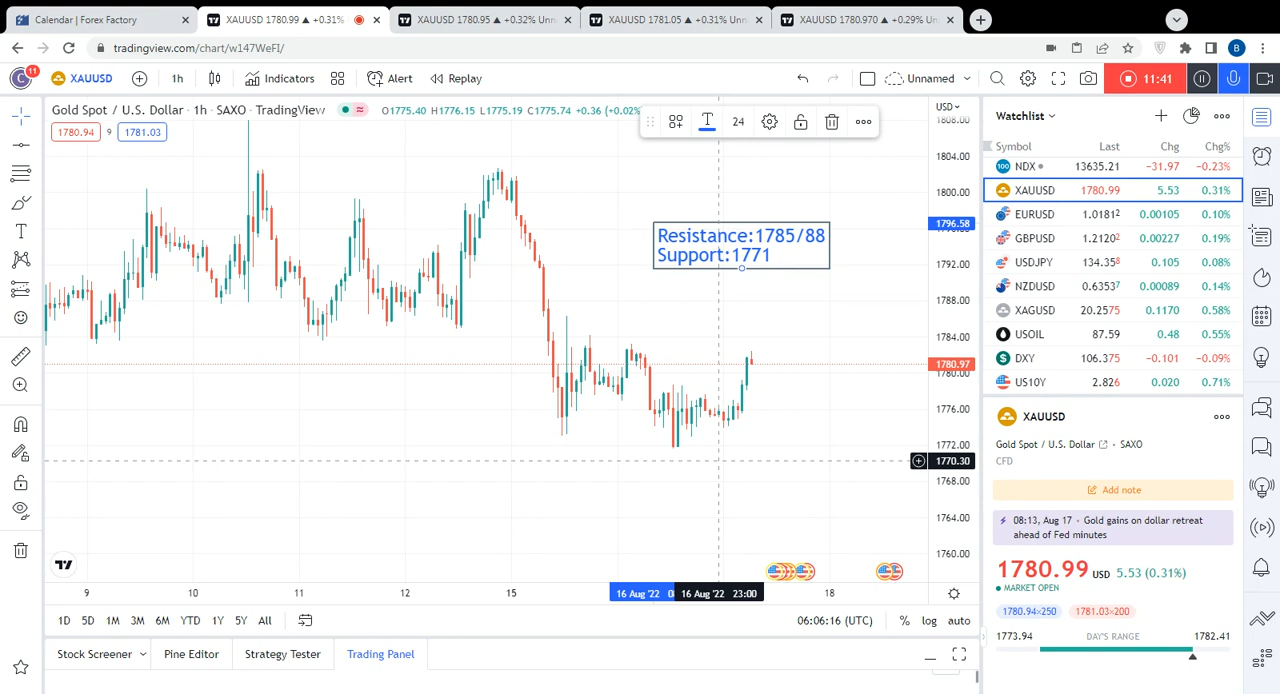 Calendar | Forex Factory
XAUUSD 1780.99 ▲ +0.31%
XAUUSD 1780.95 ▲ +0.32% Unn
XAUUSD 1781.05 ▲ +0.31% Unn
XAUUSD 1780.970 ▲ +0.29% Unn
tradingview.com/chart/w147WeFI/
B
C 11 XAUUSD 1h Indicators Alert Replay Unnamed 11:41
Gold Spot / U.S. Dollar · 1h · SAXO · TradingView O1775.40 H1776.15 L1775.19 C1775.74 +0.36 (+0.02%
1780.94 9 1781.03
24
USD
1808.00
1804.00
1800.00
1796.58
1792.00
1788.00
1784.00
1780.97
1780.00
1776.00
1772.00
1770.30
1768.00
1764.00
1760.00
Resistance:1785/88
Support:1771
9 10 11 12 15 16 Aug '22 0 16 Aug '22 23:00 18
1D 5D 1M 3M 6M YTD 1Y 5Y All 06:06:16 (UTC) % log auto
Stock Screener Pine Editor Strategy Tester Trading Panel
Watchlist
Symbol Last Chg Chg%
100 NDX 13635.21 −31.97 −0.23%
XAUUSD 1780.99 5.53 0.31%
EURUSD 1.01812 0.00105 0.10%
GBPUSD 1.21202 0.00227 0.19%
USDJPY 134.358 0.105 0.08%
NZDUSD 0.63537 0.00089 0.14%
XAGUSD 20.2575 0.1170 0.58%
USOIL 87.59 0.48 0.55%
DXY 106.375 −0.101 −0.09%
US10Y 2.826 0.020 0.71%
XAUUSD
Gold Spot / U.S. Dollar · SAXO
CFD
Add note
08:13, Aug 17 · Gold gains on dollar retreat
ahead of Fed minutes
1780.99 USD 5.53 (0.31%)
MARKET OPEN
1780.94×250 1781.03×200
1773.94 DAY'S RANGE 1782.41